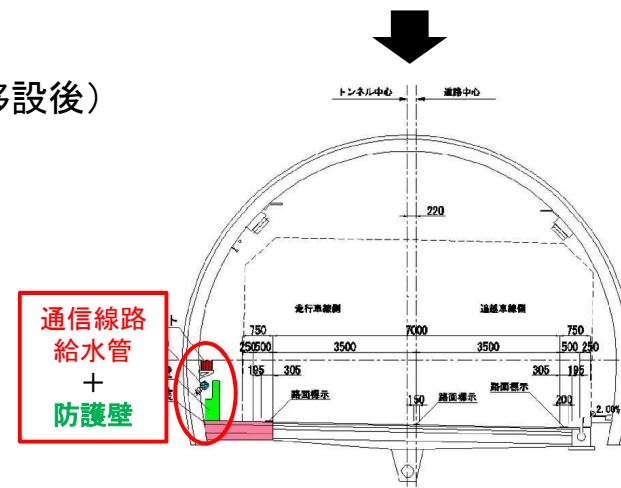 移設後）
トンネル中心 道路中心
220
走行車線側 追越車線側
750 7000 750
250 500 3500 3500 500 250
195 305 305 195
路面標示 150 路面標示 路面標示 200
2.00%
通信線路
給水管
＋
防護壁
ト